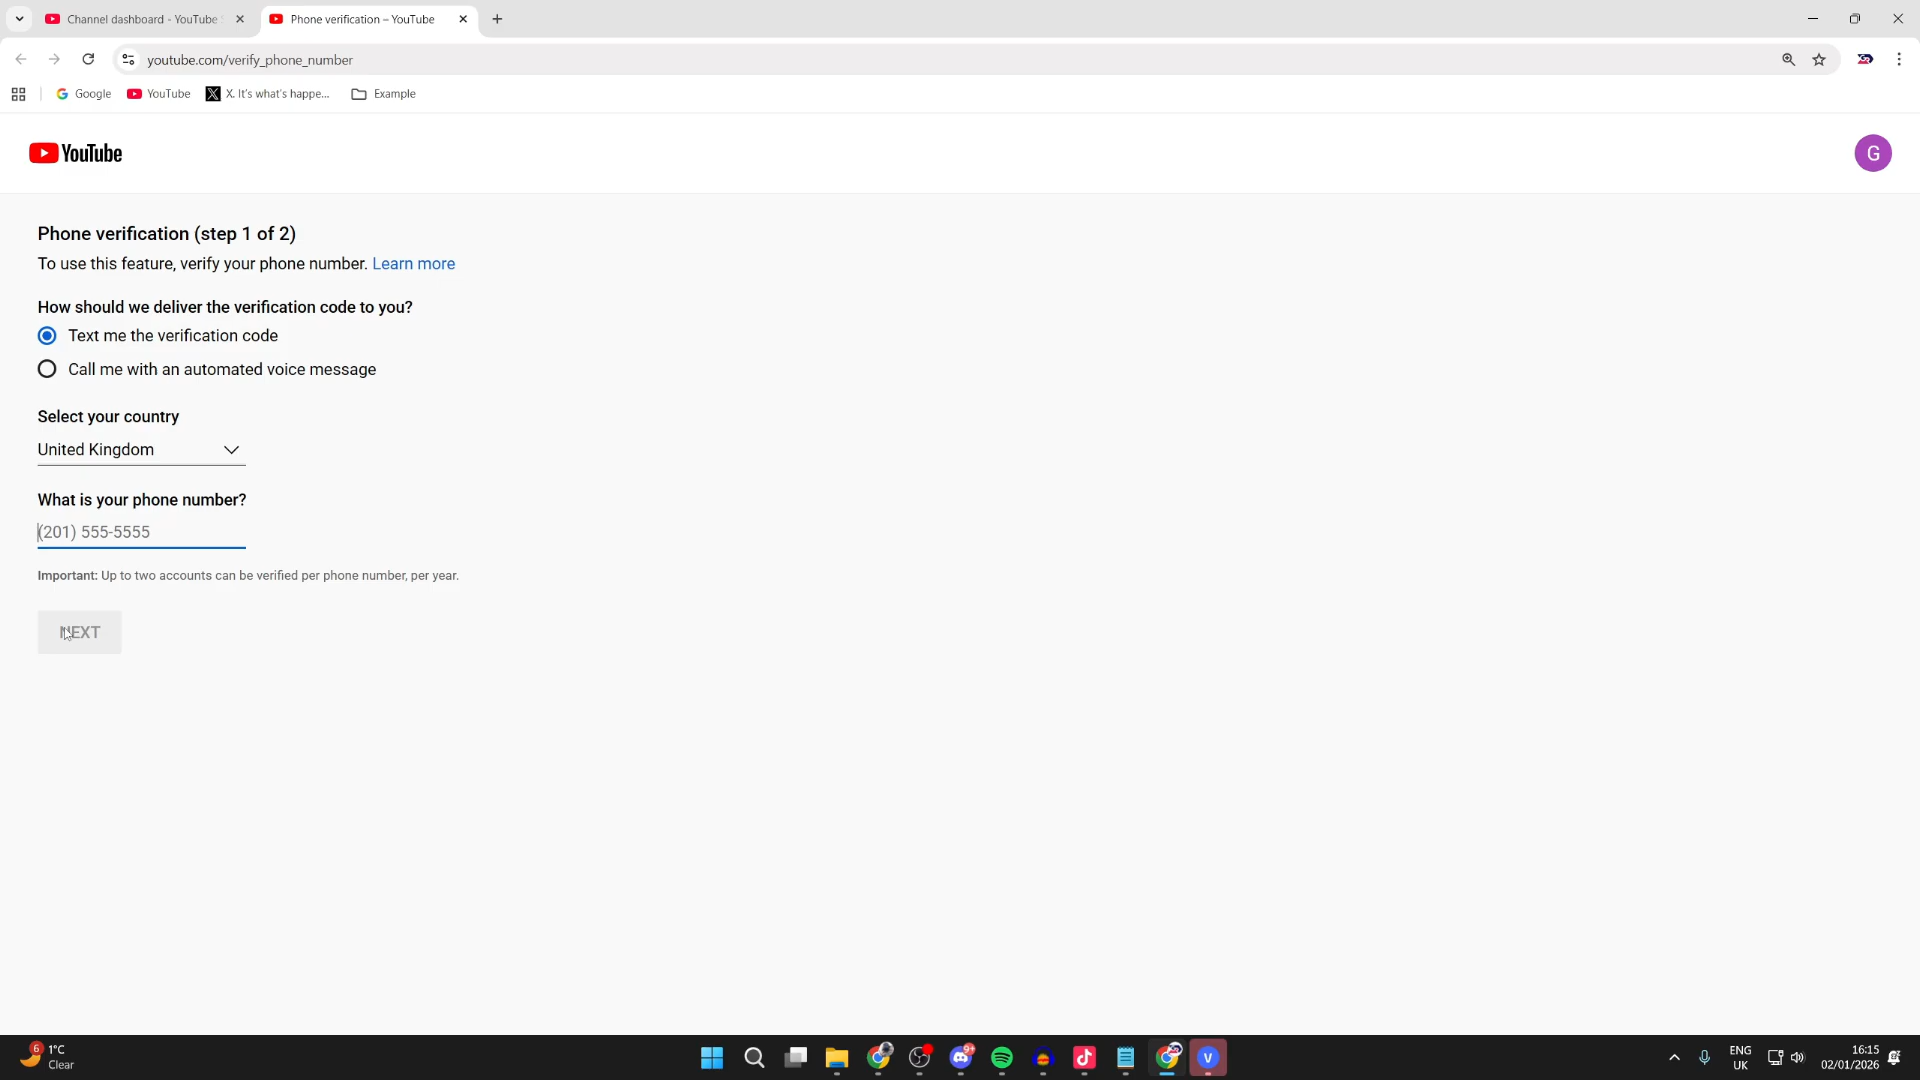 Channel dashboard - YouTube
Phone verification – YouTube
youtube.com/verify_phone_number
Google
YouTube
X. It's what's happe...
Example
YouTube
G
Phone verification (step 1 of 2)
To use this feature, verify your phone number. Learn more
How should we deliver the verification code to you?
Text me the verification code
Call me with an automated voice message
Select your country
United Kingdom
What is your phone number?
(201) 555-5555
Important: Up to two accounts can be verified per phone number, per year.
NEXT
6
1°C
Clear
9+
V
ENG
UK
16:15
02/01/2026